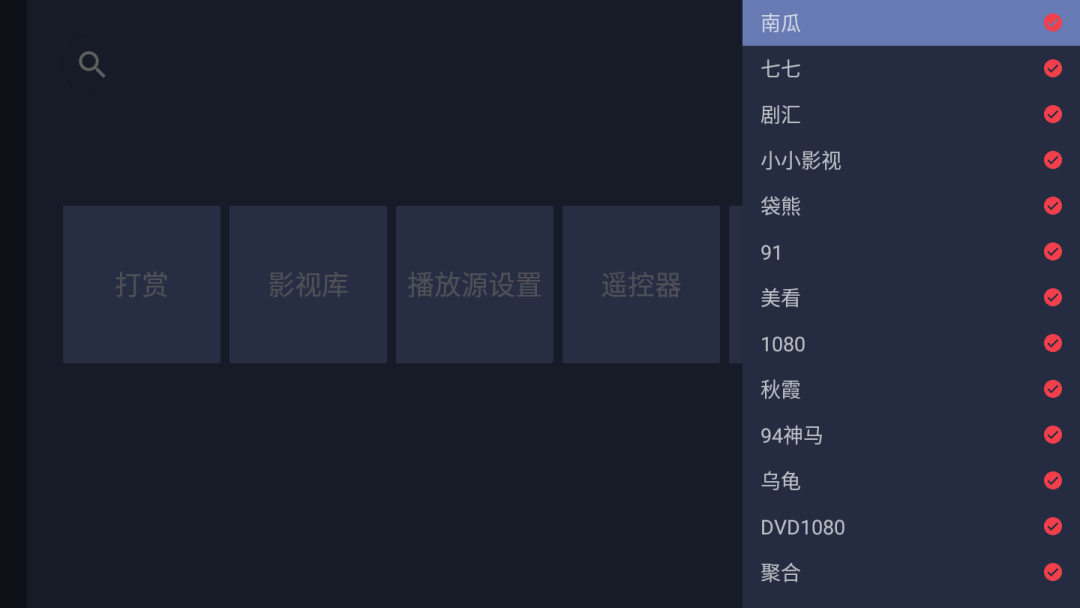 打赏
影视库
播放源设置
遥控器
南瓜
七七
剧汇
小小影视
袋熊
91
美看
1080
秋霞
94神马
乌龟
DVD1080
聚合